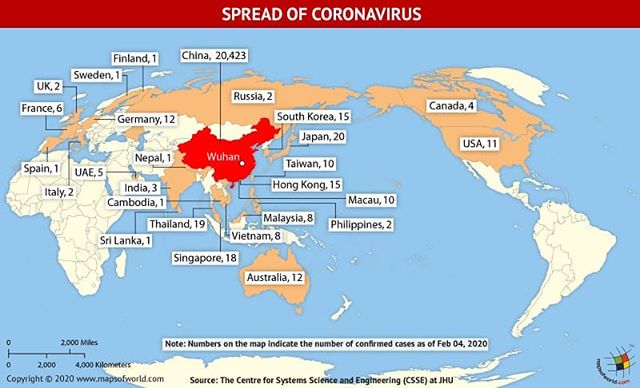 SPREAD OF CORONAVIRUS
Finland, 1
China, 20,423
Sweden, 1
UK, 2
Russia, 2
Canada, 4
France, 6
Germany, 12
South Korea, 15
Japan, 20
USA, 11
Nepal, 1
Wuhan
Spain, 1
UAE, 5
Taiwan, 10
Italy, 2
India, 3
Hong Kong, 15
Cambodia, 1
Macau, 10
Thailand, 19
Malaysia, 8
Philippines, 2
Sri Lanka, 1
Vietnam, 8
Singapore, 18
Australia, 12
0 2,000 Miles
0 4,000 Kilometers
Note: Numbers on the map indicate the number of confirmed cases as of Feb 04, 2020
Copyright © 2020 www.mapsofworld.com
Source: The Centre for Systems Science and Engineering (CSSE) at JHU
mapsofworld.com